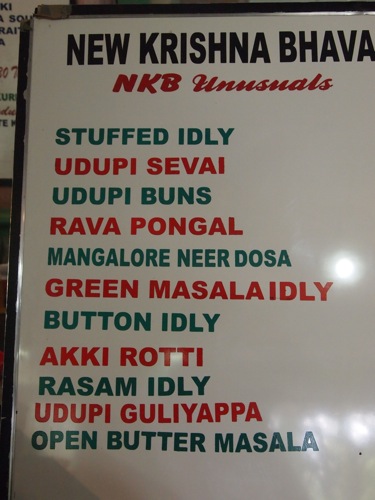 NEW KRISHNA BHAVA
NKB Unusuals
STUFFED IDLY
UDUPI SEVAI
UDUPI BUNS
RAVA PONGAL
MANGALORE NEER DOSA
GREEN MASALA IDLY
BUTTON IDLY
AKKI ROTTI
RASAM IDLY
UDUPI GULIYAPPA
OPEN BUTTER MASALA